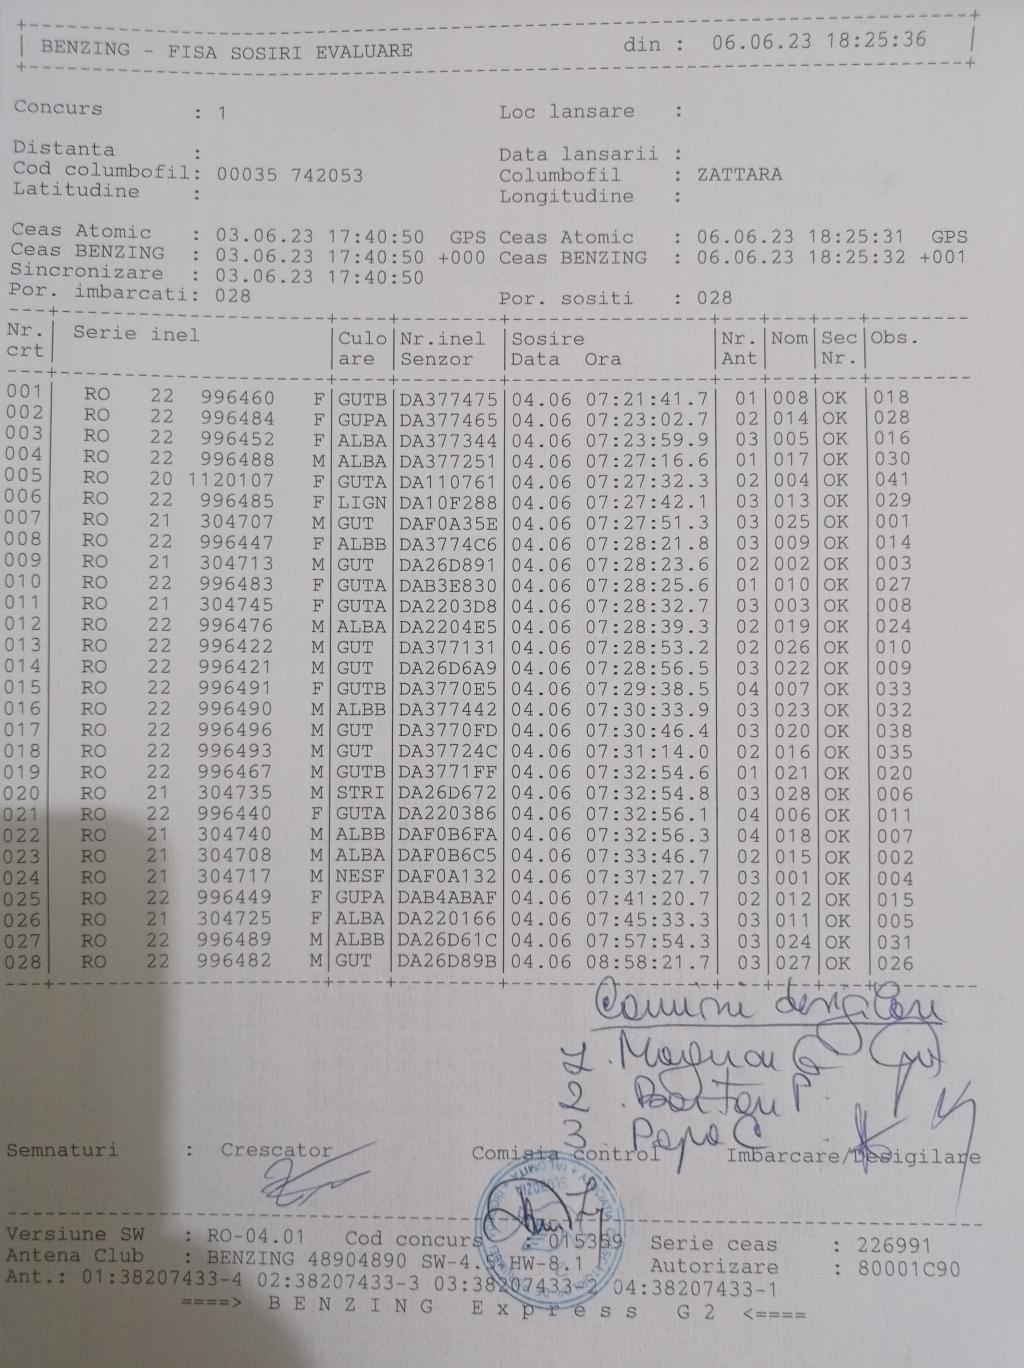 BENZING - FISA SOSIRI EVALUARE din : 06.06.23 18:25:36
Concurs : 1 Loc lansare :
Distanta : Data lansarii :
Cod columbofil: 00035 742053 Columbofil : ZATTARA
Latitudine : Longitudine :
Ceas Atomic : 03.06.23 17:40:50 GPS Ceas Atomic : 06.06.23 18:25:31 GPS
Ceas BENZING : 03.06.23 17:40:50 +000 Ceas BENZING : 06.06.23 18:25:32 +001
Sincronizare : 03.06.23 17:40:50
Por. imbarcati: 028 Por. sositi : 028
Nr. Serie inel Culo Nr.inel Sosire Nr. Nom Sec Obs.
crt are Senzor Data Ora Ant Nr.
001 RO 22 996460 F GUTB DA377475 04.06 07:21:41.7 01 008 OK 018
002 RO 22 996484 F GUPA DA377465 04.06 07:23:02.7 02 014 OK 028
003 RO 22 996452 F ALBA DA377344 04.06 07:23:59.9 03 005 OK 016
004 RO 22 996488 M ALBA DA377251 04.06 07:27:16.6 01 017 OK 030
005 RO 20 1120107 F GUTA DA110761 04.06 07:27:32.3 02 004 OK 041
006 RO 22 996485 F LIGN DA10F288 04.06 07:27:42.1 03 013 OK 029
007 RO 21 304707 M GUT DAF0A35E 04.06 07:27:51.3 03 025 OK 001
008 RO 22 996447 F ALBB DA3774C6 04.06 07:28:21.8 03 009 OK 014
009 RO 21 304713 M GUT DA26D891 04.06 07:28:23.6 02 002 OK 003
010 RO 22 996483 F GUTA DAB3E830 04.06 07:28:25.6 01 010 OK 027
011 RO 21 304745 F GUTA DA2203D8 04.06 07:28:32.7 03 003 OK 008
012 RO 22 996476 M ALBA DA2204E5 04.06 07:28:39.3 02 019 OK 024
013 RO 22 996422 M GUT DA377131 04.06 07:28:53.2 02 026 OK 010
014 RO 22 996421 M GUT DA26D6A9 04.06 07:28:56.5 03 022 OK 009
015 RO 22 996491 F GUTB DA3770E5 04.06 07:29:38.5 04 007 OK 033
016 RO 22 996490 M ALBB DA377442 04.06 07:30:33.9 03 023 OK 032
017 RO 22 996496 M GUT DA3770FD 04.06 07:30:46.4 03 020 OK 038
018 RO 22 996493 M GUT DA37724C 04.06 07:31:14.0 02 016 OK 035
019 RO 22 996467 M GUTB DA3771FF 04.06 07:32:54.6 01 021 OK 020
020 RO 21 304735 M STRI DA26D672 04.06 07:32:54.8 03 028 OK 006
021 RO 22 996440 F GUTA DA220386 04.06 07:32:56.1 04 006 OK 011
022 RO 21 304740 M ALBB DAF0B6FA 04.06 07:32:56.3 04 018 OK 007
023 RO 21 304708 M ALBA DAF0B6C5 04.06 07:33:46.7 02 015 OK 002
024 RO 21 304717 M NESF DAF0A132 04.06 07:37:27.7 03 001 OK 004
025 RO 22 996449 F GUPA DAB4ABAF 04.06 07:41:20.7 02 012 OK 015
026 RO 21 304725 F ALBA DA220166 04.06 07:45:33.3 03 011 OK 005
027 RO 22 996489 M ALBB DA26D61C 04.06 07:57:54.3 03 024 OK 031
028 RO 22 996482 M GUT DA26D89B 04.06 08:58:21.7 03 027 OK 026
1.
2.
3 Popa C
Semnaturi : Crescator Comisia control Imbarcare/Desigilare
Versiune SW : RO-04.01 Cod concurs : 015359 Serie ceas : 226991
Antena Club : BENZING 48904890 SW-4.5 HW-8.1 Autorizare : 80001C90
Ant.: 01:38207433-4 02:38207433-3 03:38207433-2 04:38207433-1
====> B E N Z I N G E x p r e s s G 2 <====